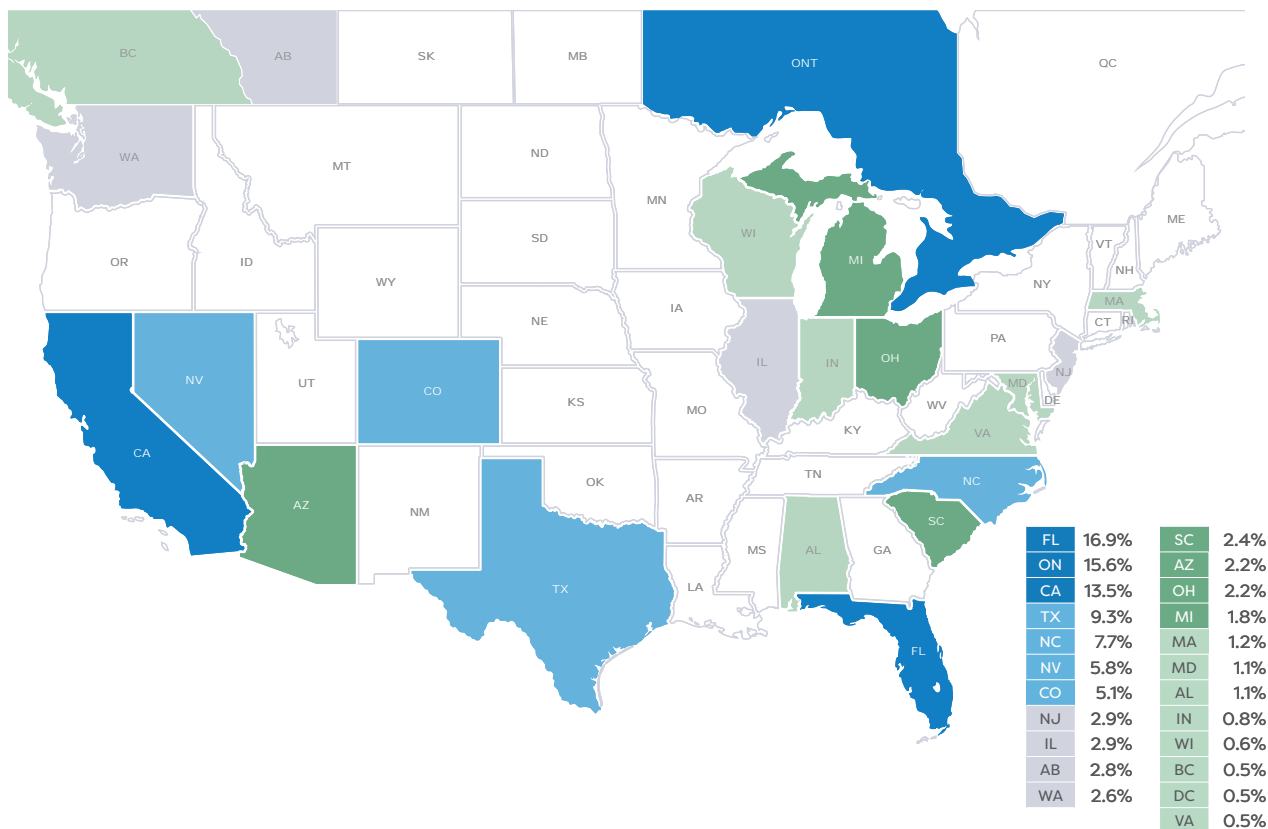 BC
AB
SK
MB
ONT
QC
WA
MT
ND
MN
WI
MI
ME
VT
NH
OR
ID
WY
SD
IA
NY
MA
CT
RI
NE
PA
NJ
NV
UT
CO
KS
MO
IL
IN
OH
MD
DE
WV
KY
VA
CA
AZ
NM
OK
AR
TN
NC
SC
TX
LA
MS
AL
GA
FL
FL 16.9%
ON 15.6%
CA 13.5%
TX 9.3%
NC 7.7%
NV 5.8%
CO 5.1%
NJ 2.9%
IL 2.9%
AB 2.8%
WA 2.6%
SC 2.4%
AZ 2.2%
OH 2.2%
MI 1.8%
MA 1.2%
MD 1.1%
AL 1.1%
IN 0.8%
WI 0.6%
BC 0.5%
DC 0.5%
VA 0.5%